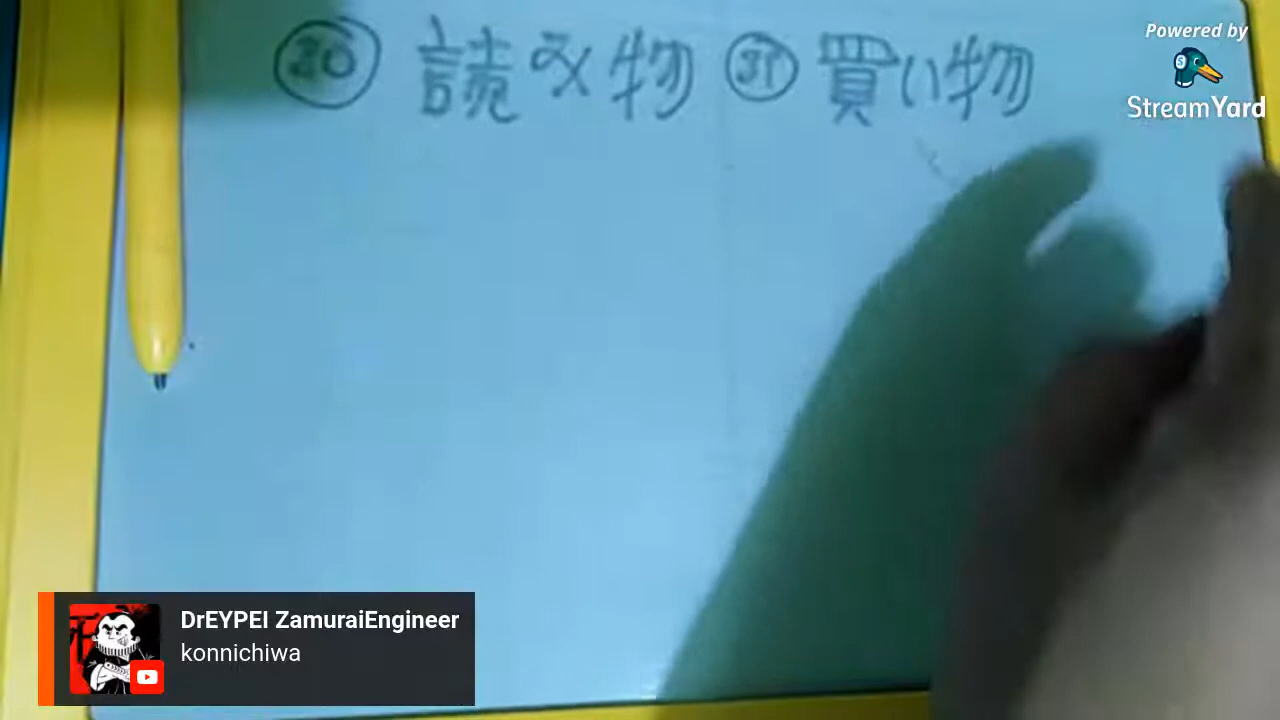 ㉚ 読み物 ㉛ 買い物
Powered by
StreamYard
DrEYPEI ZamuraiEngineer
konnichiwa